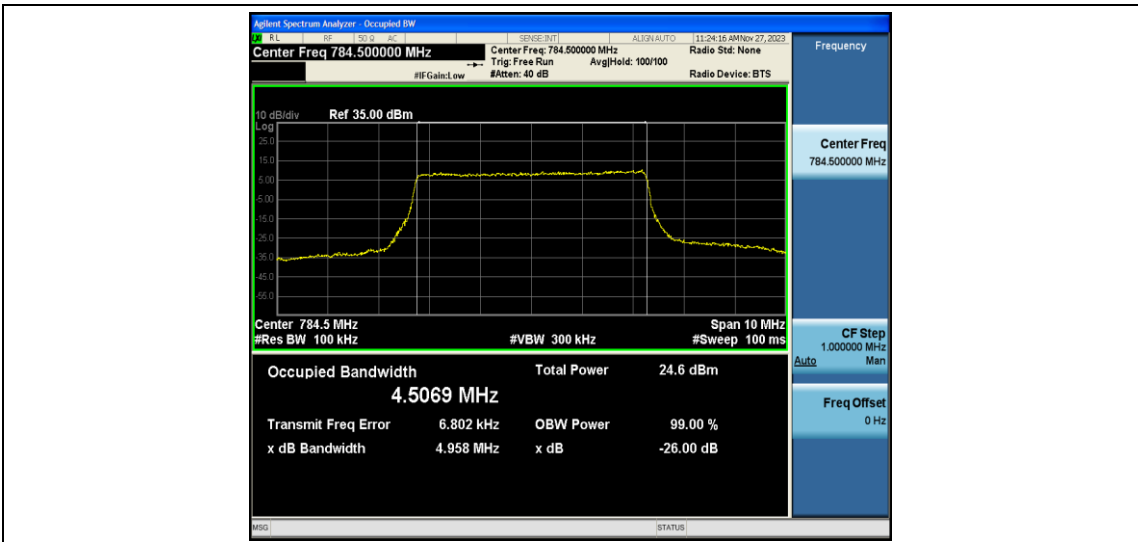 Agilent Spectrum Analyzer - Occupied BW
RL RF 50 Ω AC SENSE:INT ALIGN AUTO 11:24:16 AM Nov 27, 2023
Center Freq 784.500000 MHz
Center Freq: 784.500000 MHz Radio Std: None
Trig: Free Run Avg|Hold: 100/100
#IFGain:Low #Atten: 40 dB Radio Device: BTS
10 dB/div Ref 35.00 dBm
Log
25.0
15.0
5.00
-5.00
-15.0
-25.0
-35.0
-45.0
-55.0
Center 784.5 MHz Span 10 MHz
#Res BW 100 kHz #VBW 300 kHz #Sweep 100 ms
Occupied Bandwidth Total Power 24.6 dBm
4.5069 MHz
Transmit Freq Error 6.802 kHz OBW Power 99.00 %
x dB Bandwidth 4.958 MHz x dB -26.00 dB
MSG STATUS
Frequency
Center Freq
784.500000 MHz
CF Step
1.000000 MHz
Auto Man
Freq Offset
0 Hz